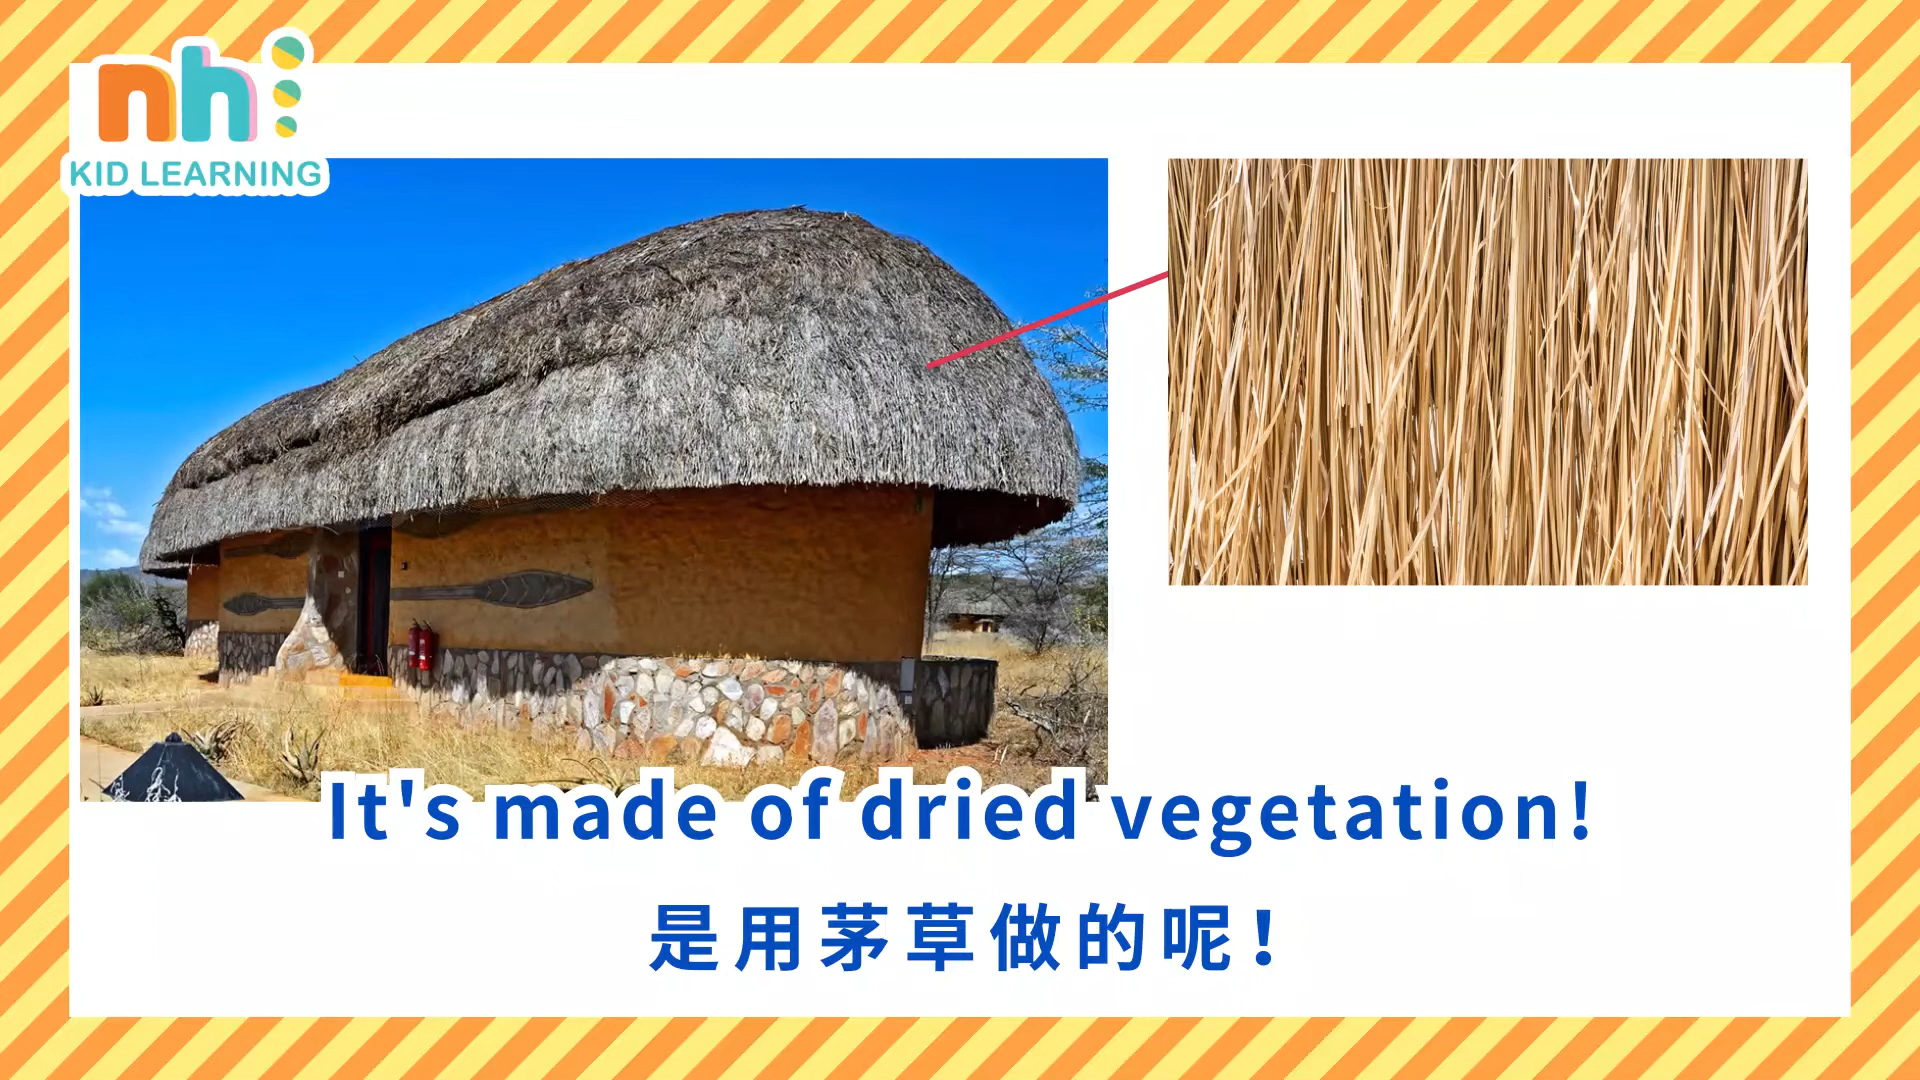 nh
KID LEARNING
It's made of dried vegetation!
是用茅草做的呢！